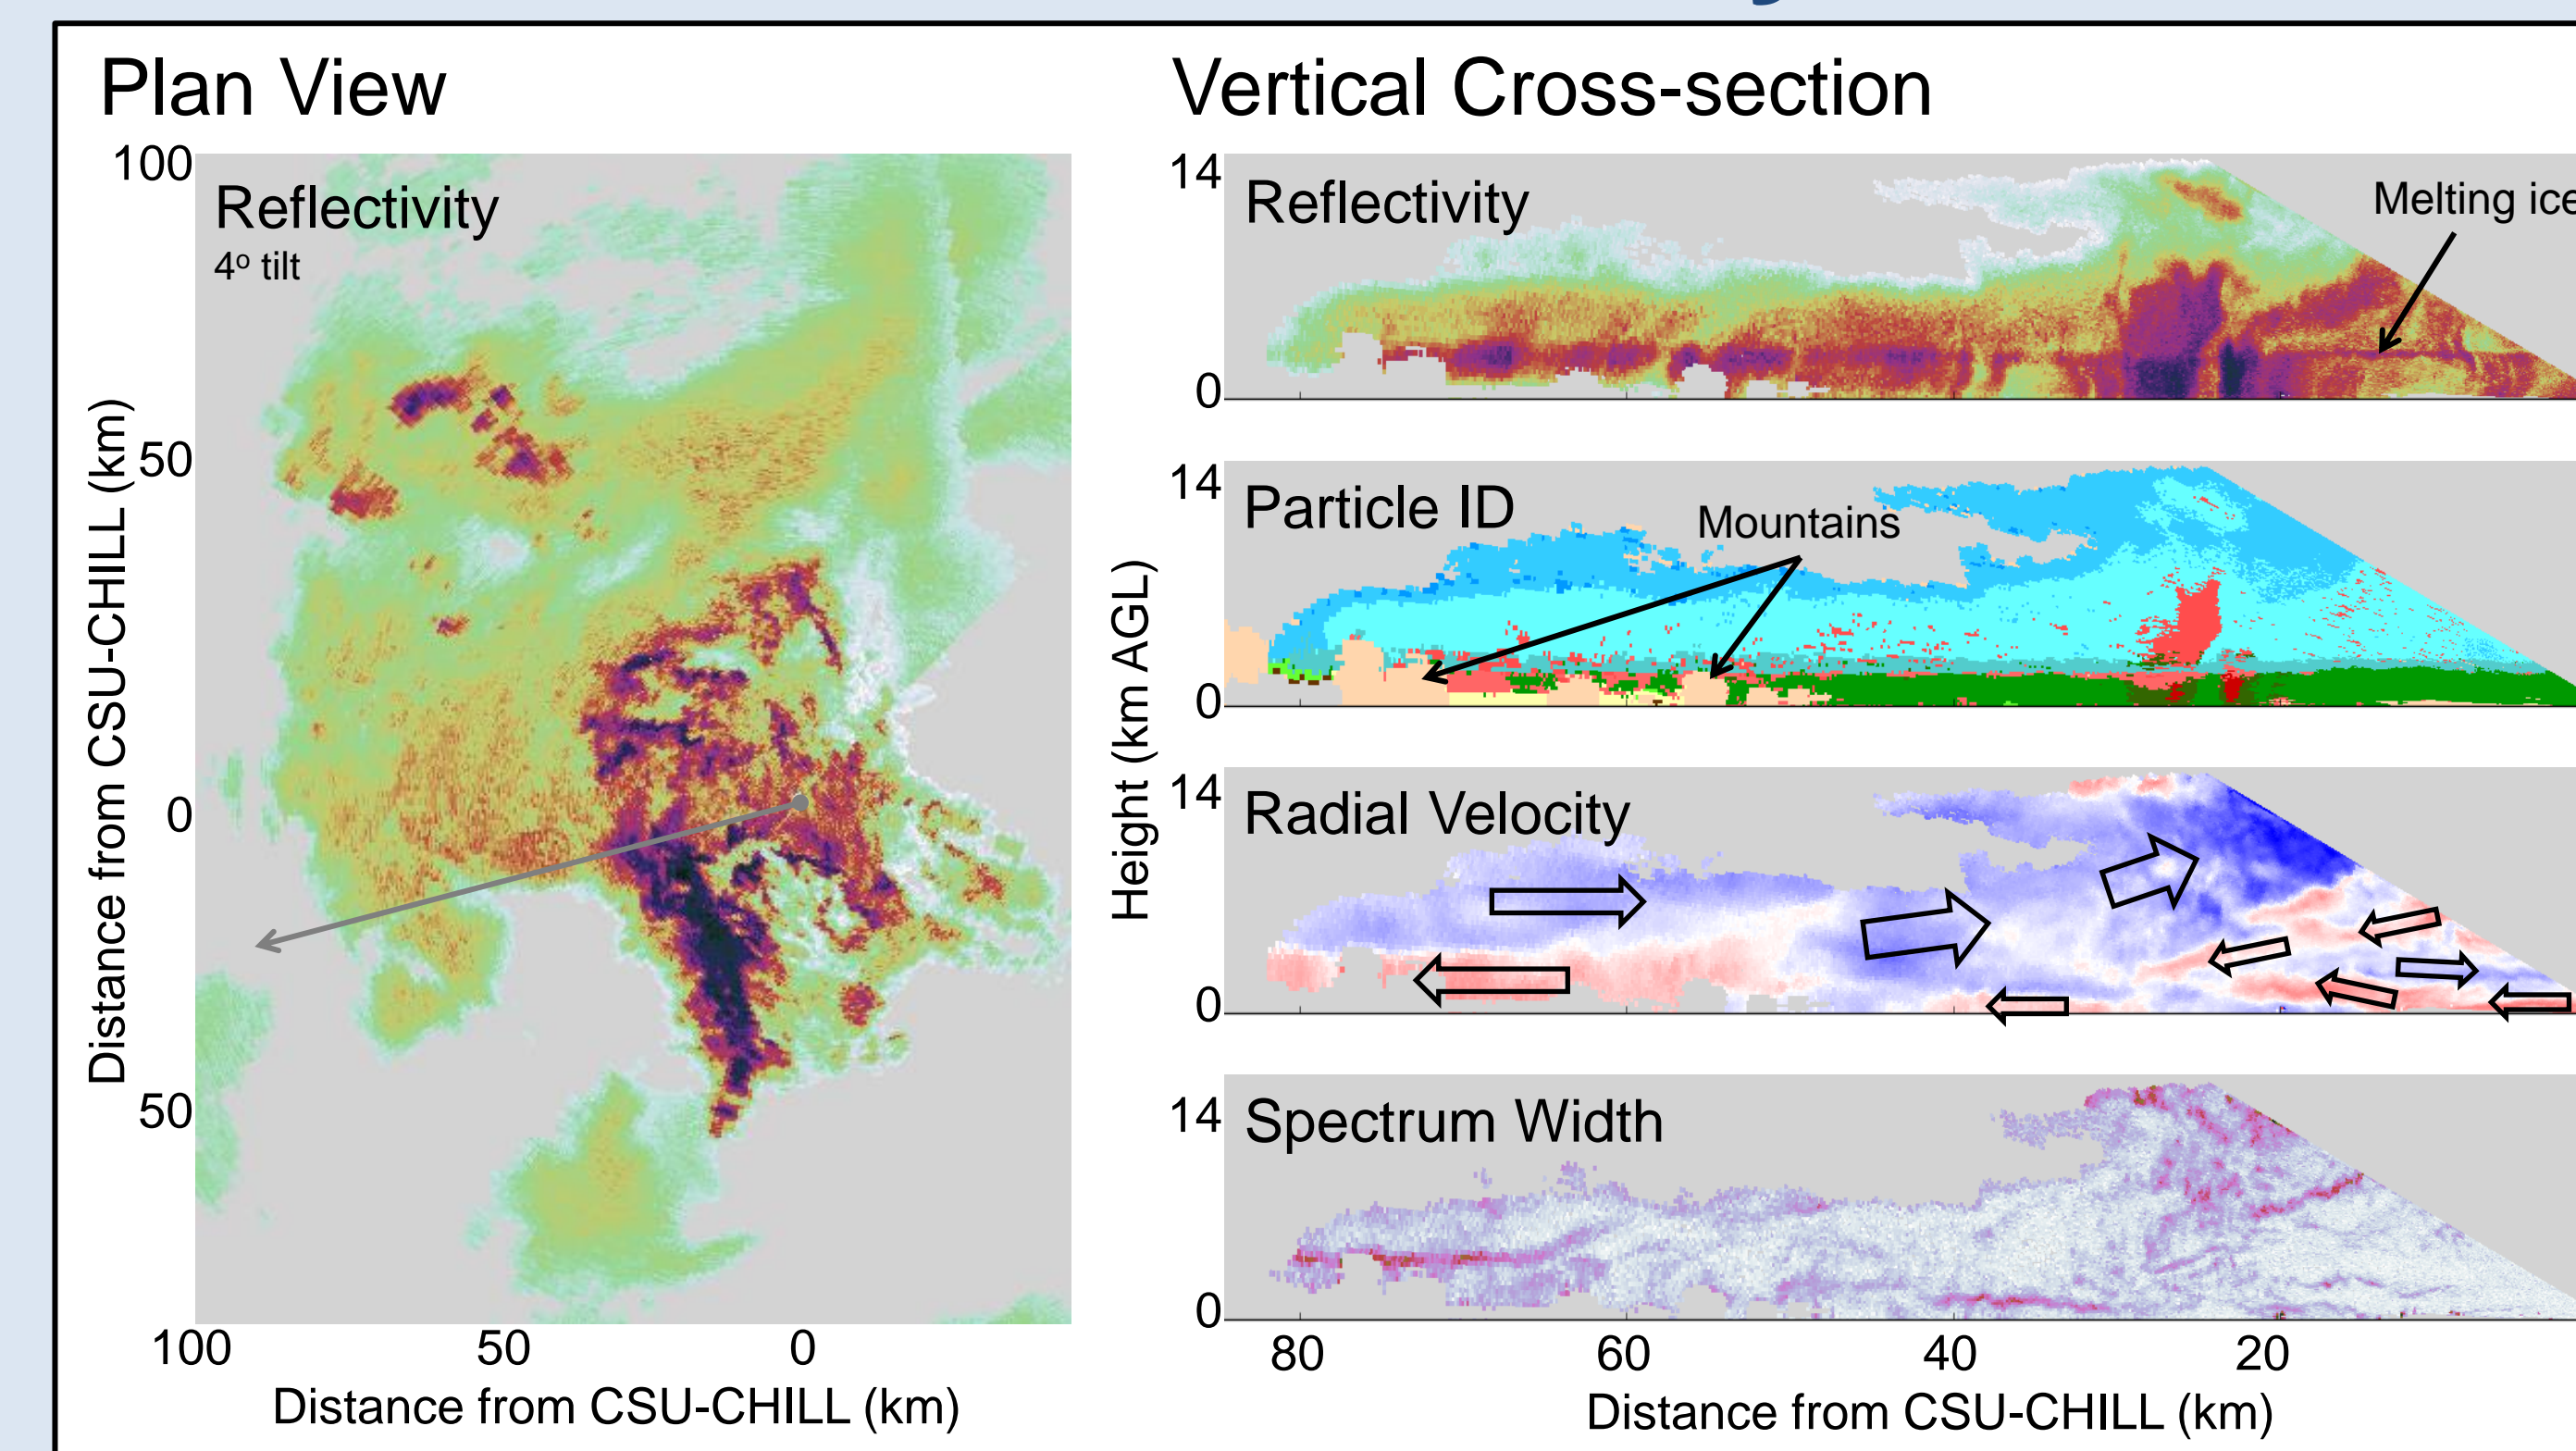 Plan View
100
Reflectivity
4º tilt
50
0
50
Distance from CSU-CHILL (km)
100 50 0
Distance from CSU-CHILL (km)
Vertical Cross-section
14
Reflectivity
Melting ice
0
14
Particle ID
Mountains
0
Height (km AGL)
14
Radial Velocity
0
14
Spectrum Width
0
80 60 40 20
Distance from CSU-CHILL (km)